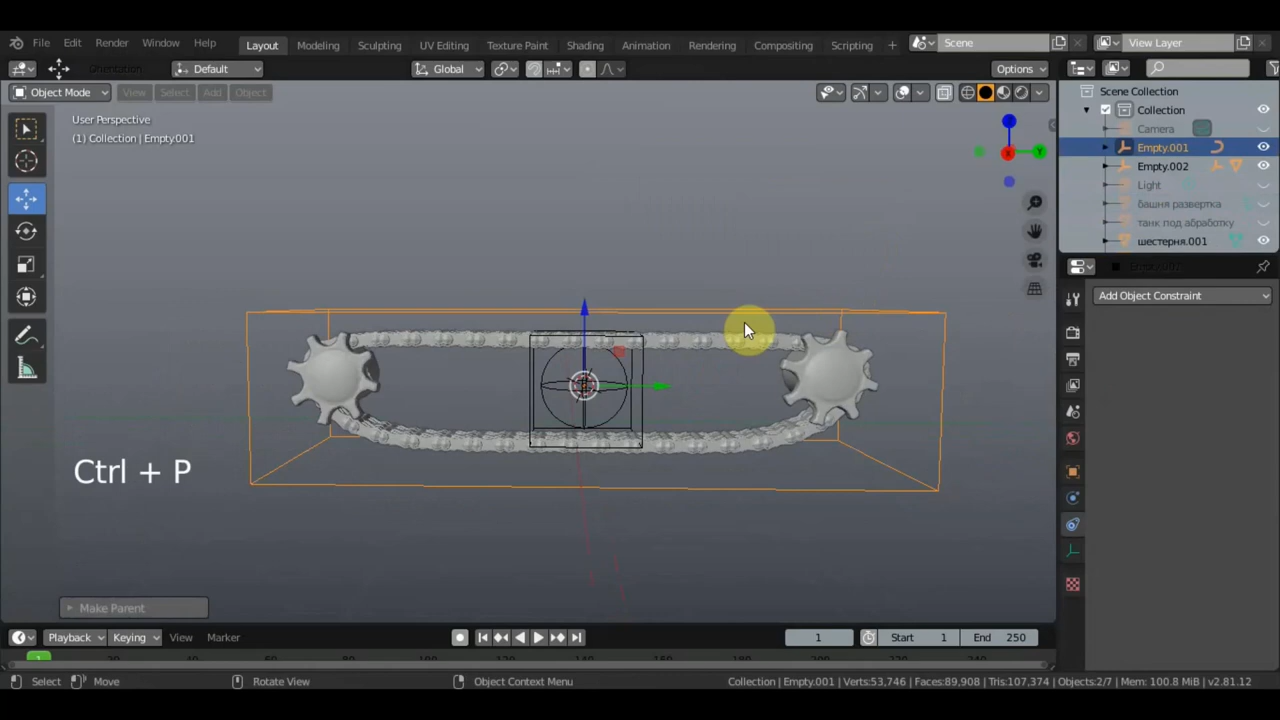 File Edit Render Window Help Layout Modeling Sculpting UV Editing Texture Paint Shading Animation Rendering Compositing Scripting Scene View Layer
Orientation Default Global Options
Object Mode View Select Add Object
User Perspective
(1) Collection | Empty.001
Scene Collection
Collection
Camera
Empty.001
Empty.002
Light
башня развертка
танк под абработку
шестерня.001
Add Object Constraint
Ctrl + P
Make Parent
Playback Keying View Marker 1 Start 1 End 250
1
Select Move Rotate View Object Context Menu Collection | Empty.001 | Verts:53,746 | Faces:89,908 | Tris:107,374 | Objects:2/7 | Mem: 100.8 MiB | v2.81.12